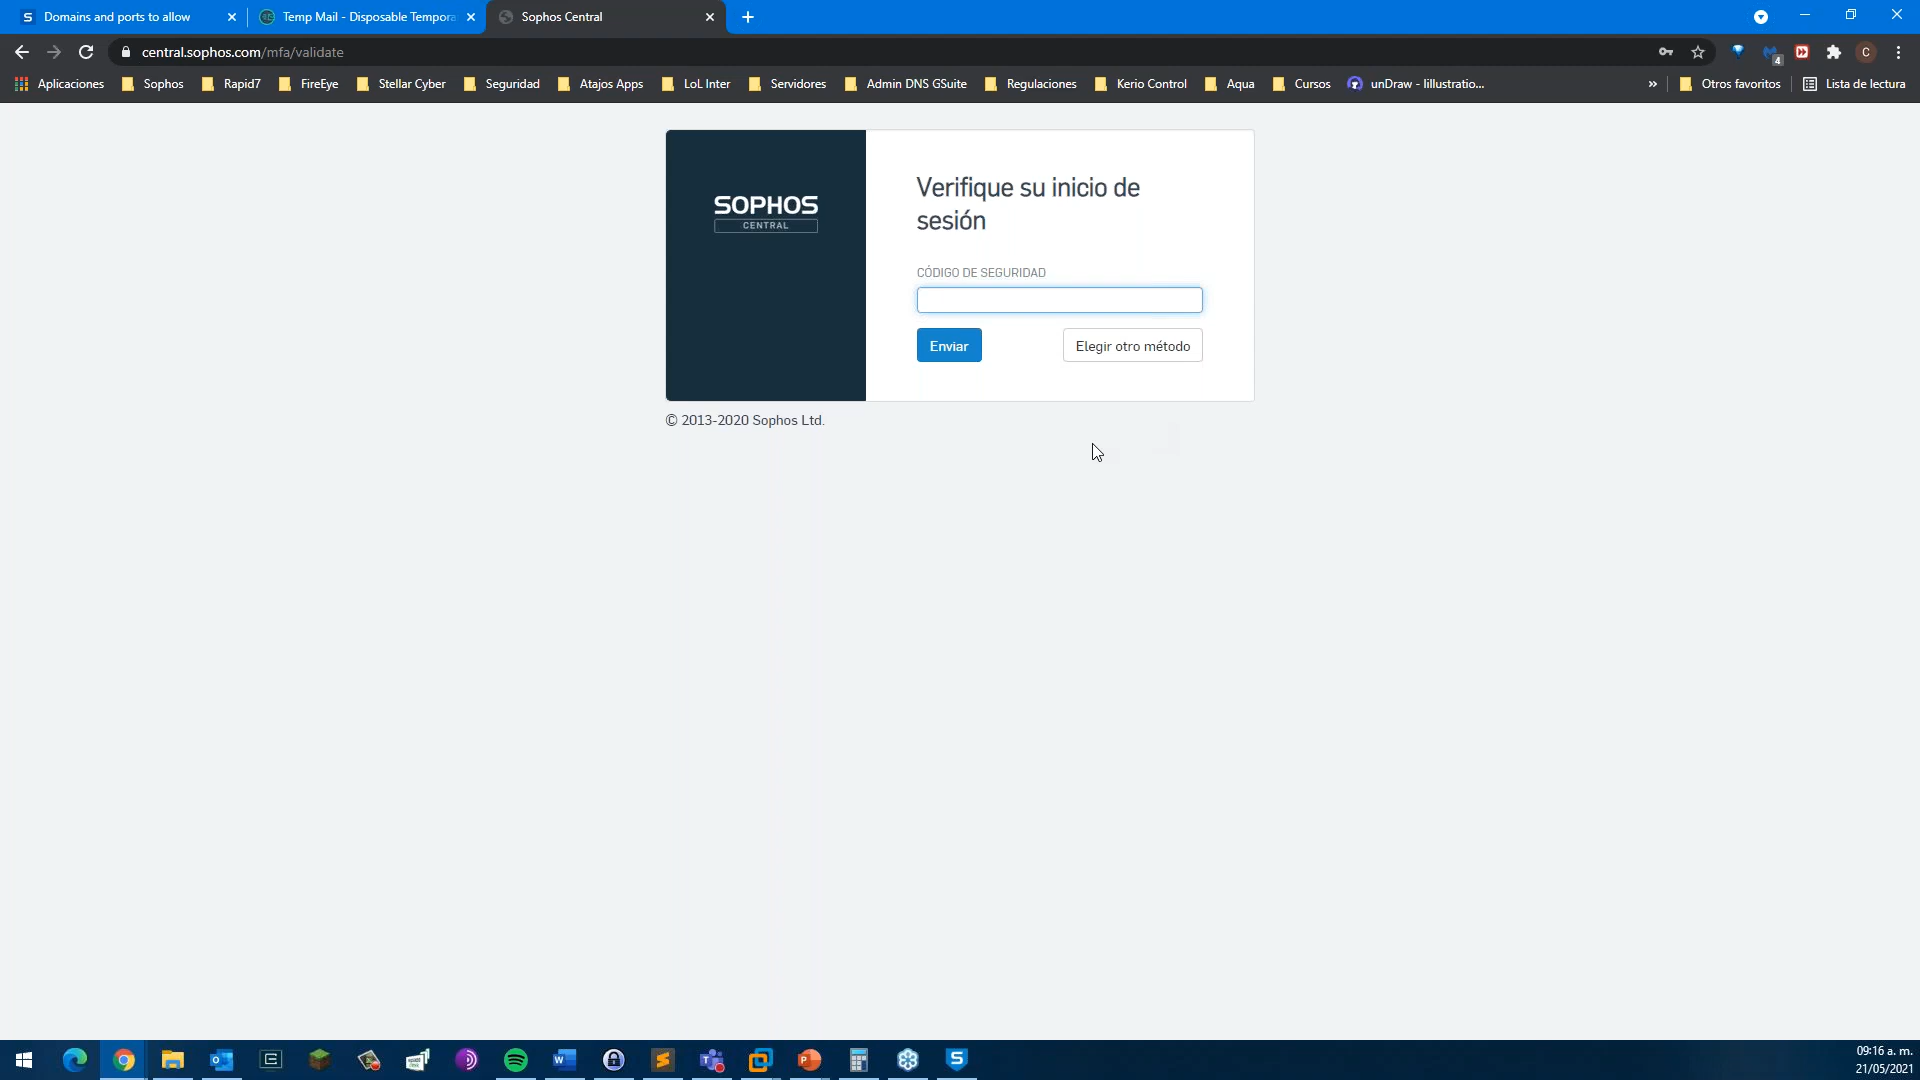 Domains and ports to allow
Temp Mail - Disposable Tempora
Sophos Central
central.sophos.com/mfa/validate
4
C
Aplicaciones
Sophos
Rapid7
FireEye
Stellar Cyber
Seguridad
Atajos Apps
LoL Inter
Servidores
Admin DNS GSuite
Regulaciones
Kerio Control
Aqua
Cursos
unDraw - Iillustratio...
»
Otros favoritos
Lista de lectura
SOPHOS
CENTRAL
Verifique su inicio de
sesión
CÓDIGO DE SEGURIDAD
Enviar
Elegir otro método
© 2013-2020 Sophos Ltd.
09:16 a. m.
21/05/2021